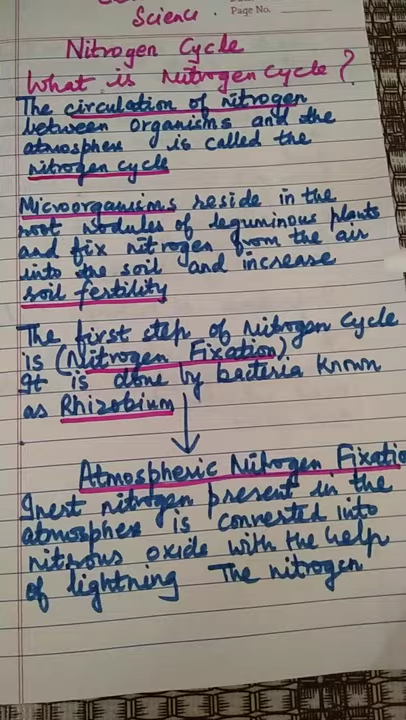 Science.
Page No.
Nitrogen Cycle
What is Nitrogen cycle?
The circulation of nitrogen
between organisms and the
atmosphere is called the
nitrogen cycle
Microorganisms reside in the
root nodules of leguminous plants
and fix nitrogen from the air
into the soil and increase
soil fertility
The first step of Nitrogen cycle
is (Nitrogen Fixation).
It is done by bacteria known
as Rhizobium
Atmospheric Nitrogen Fixatio
Inert nitrogen present in the
atmosphere is converted into
nitrous oxide with the help
of lightning The nitrogen